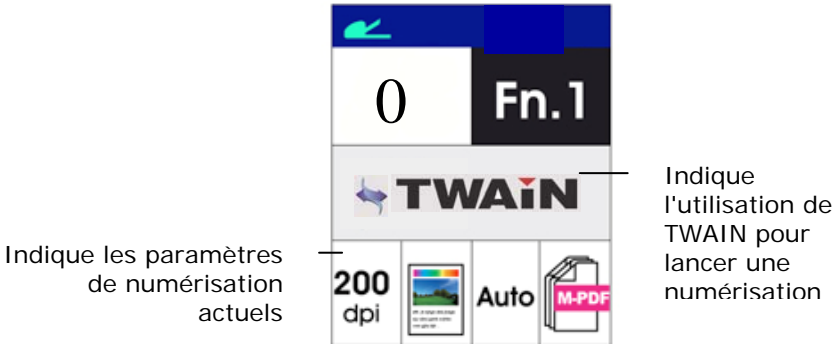 0
Fn.1
TWAiN
Indique
l'utilisation de
TWAIN pour
lancer une
numérisation
Indique les paramètres
de numérisation
actuels
200
dpi
Auto
M-PDF